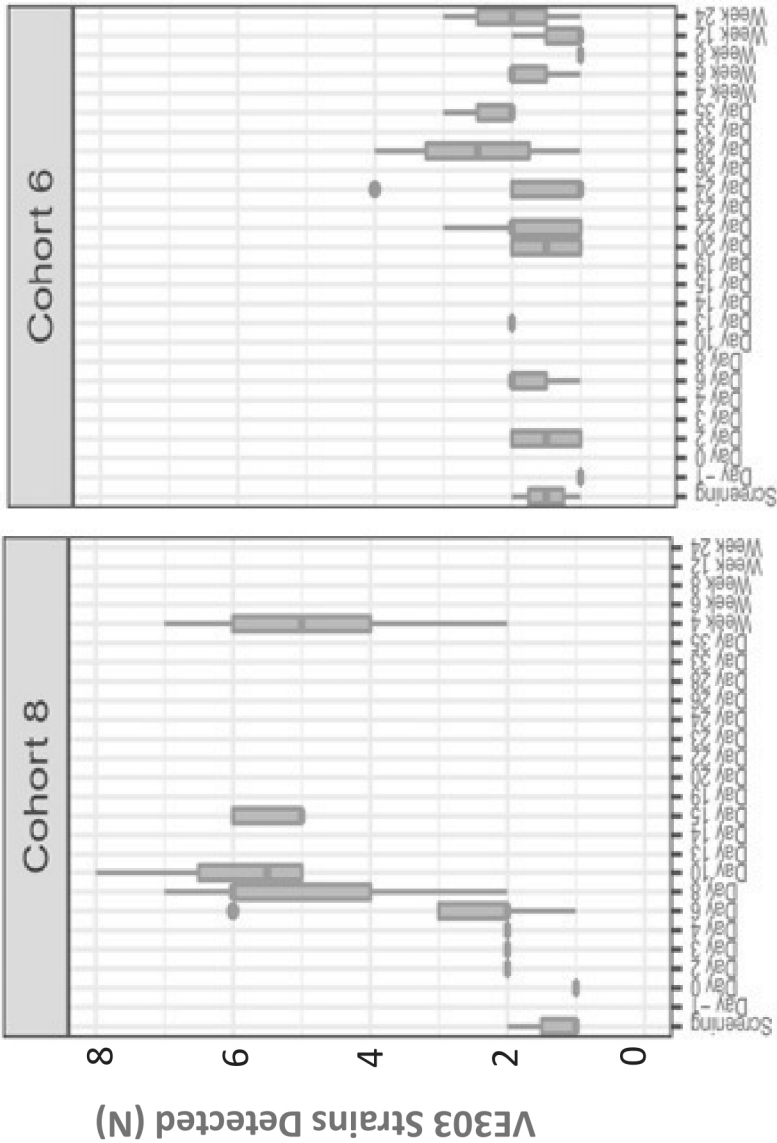 Cohort 8
Cohort 6
VE303 Strains Detected (N)
8
6
4
2
0
Screening
Day -1
Day 0
Day 2
Day 3
Day 4
Day 6
Day 8
Day 10
Day 13
Day 14
Day 15
Day 19
Day 20
Day 22
Day 23
Day 24
Day 26
Day 28
Day 33
Day 35
Week 4
Week 6
Week 8
Week 12
Week 24
Screening
Day -1
Day 0
Day 2
Day 3
Day 4
Day 6
Day 8
Day 10
Day 13
Day 14
Day 15
Day 19
Day 20
Day 22
Day 23
Day 24
Day 26
Day 28
Day 33
Day 35
Week 4
Week 6
Week 8
Week 12
Week 24